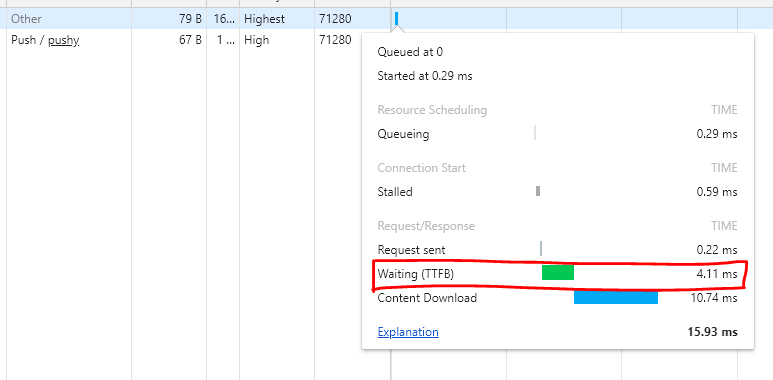 Other 79 B 16... Highest 71280
Push / pushy 67 B 1 ... High 71280
Queued at 0
Started at 0.29 ms
Resource Scheduling TIME
Queueing 0.29 ms
Connection Start TIME
Stalled 0.59 ms
Request/Response TIME
Request sent 0.22 ms
Waiting (TTFB) 4.11 ms
Content Download 10.74 ms
Explanation 15.93 ms